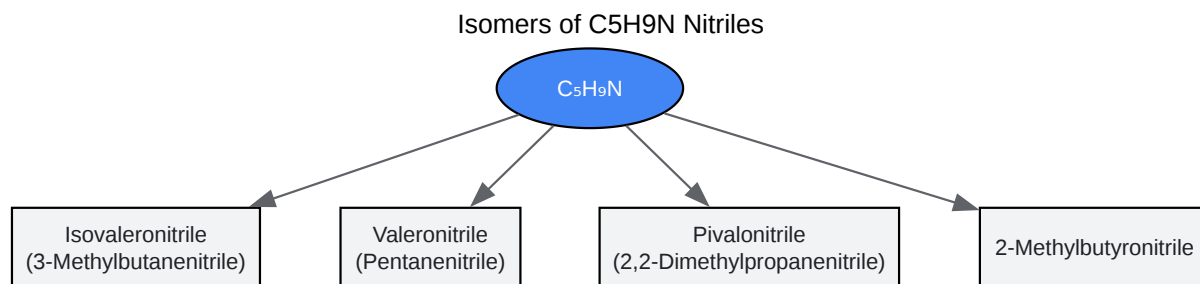 Isomers of C5H9N Nitriles
C₅H₉N
Isovaleronitrile
(3-Methylbutanenitrile)
Valeronitrile
(Pentanenitrile)
Pivalonitrile
(2,2-Dimethylpropanenitrile)
2-Methylbutyronitrile